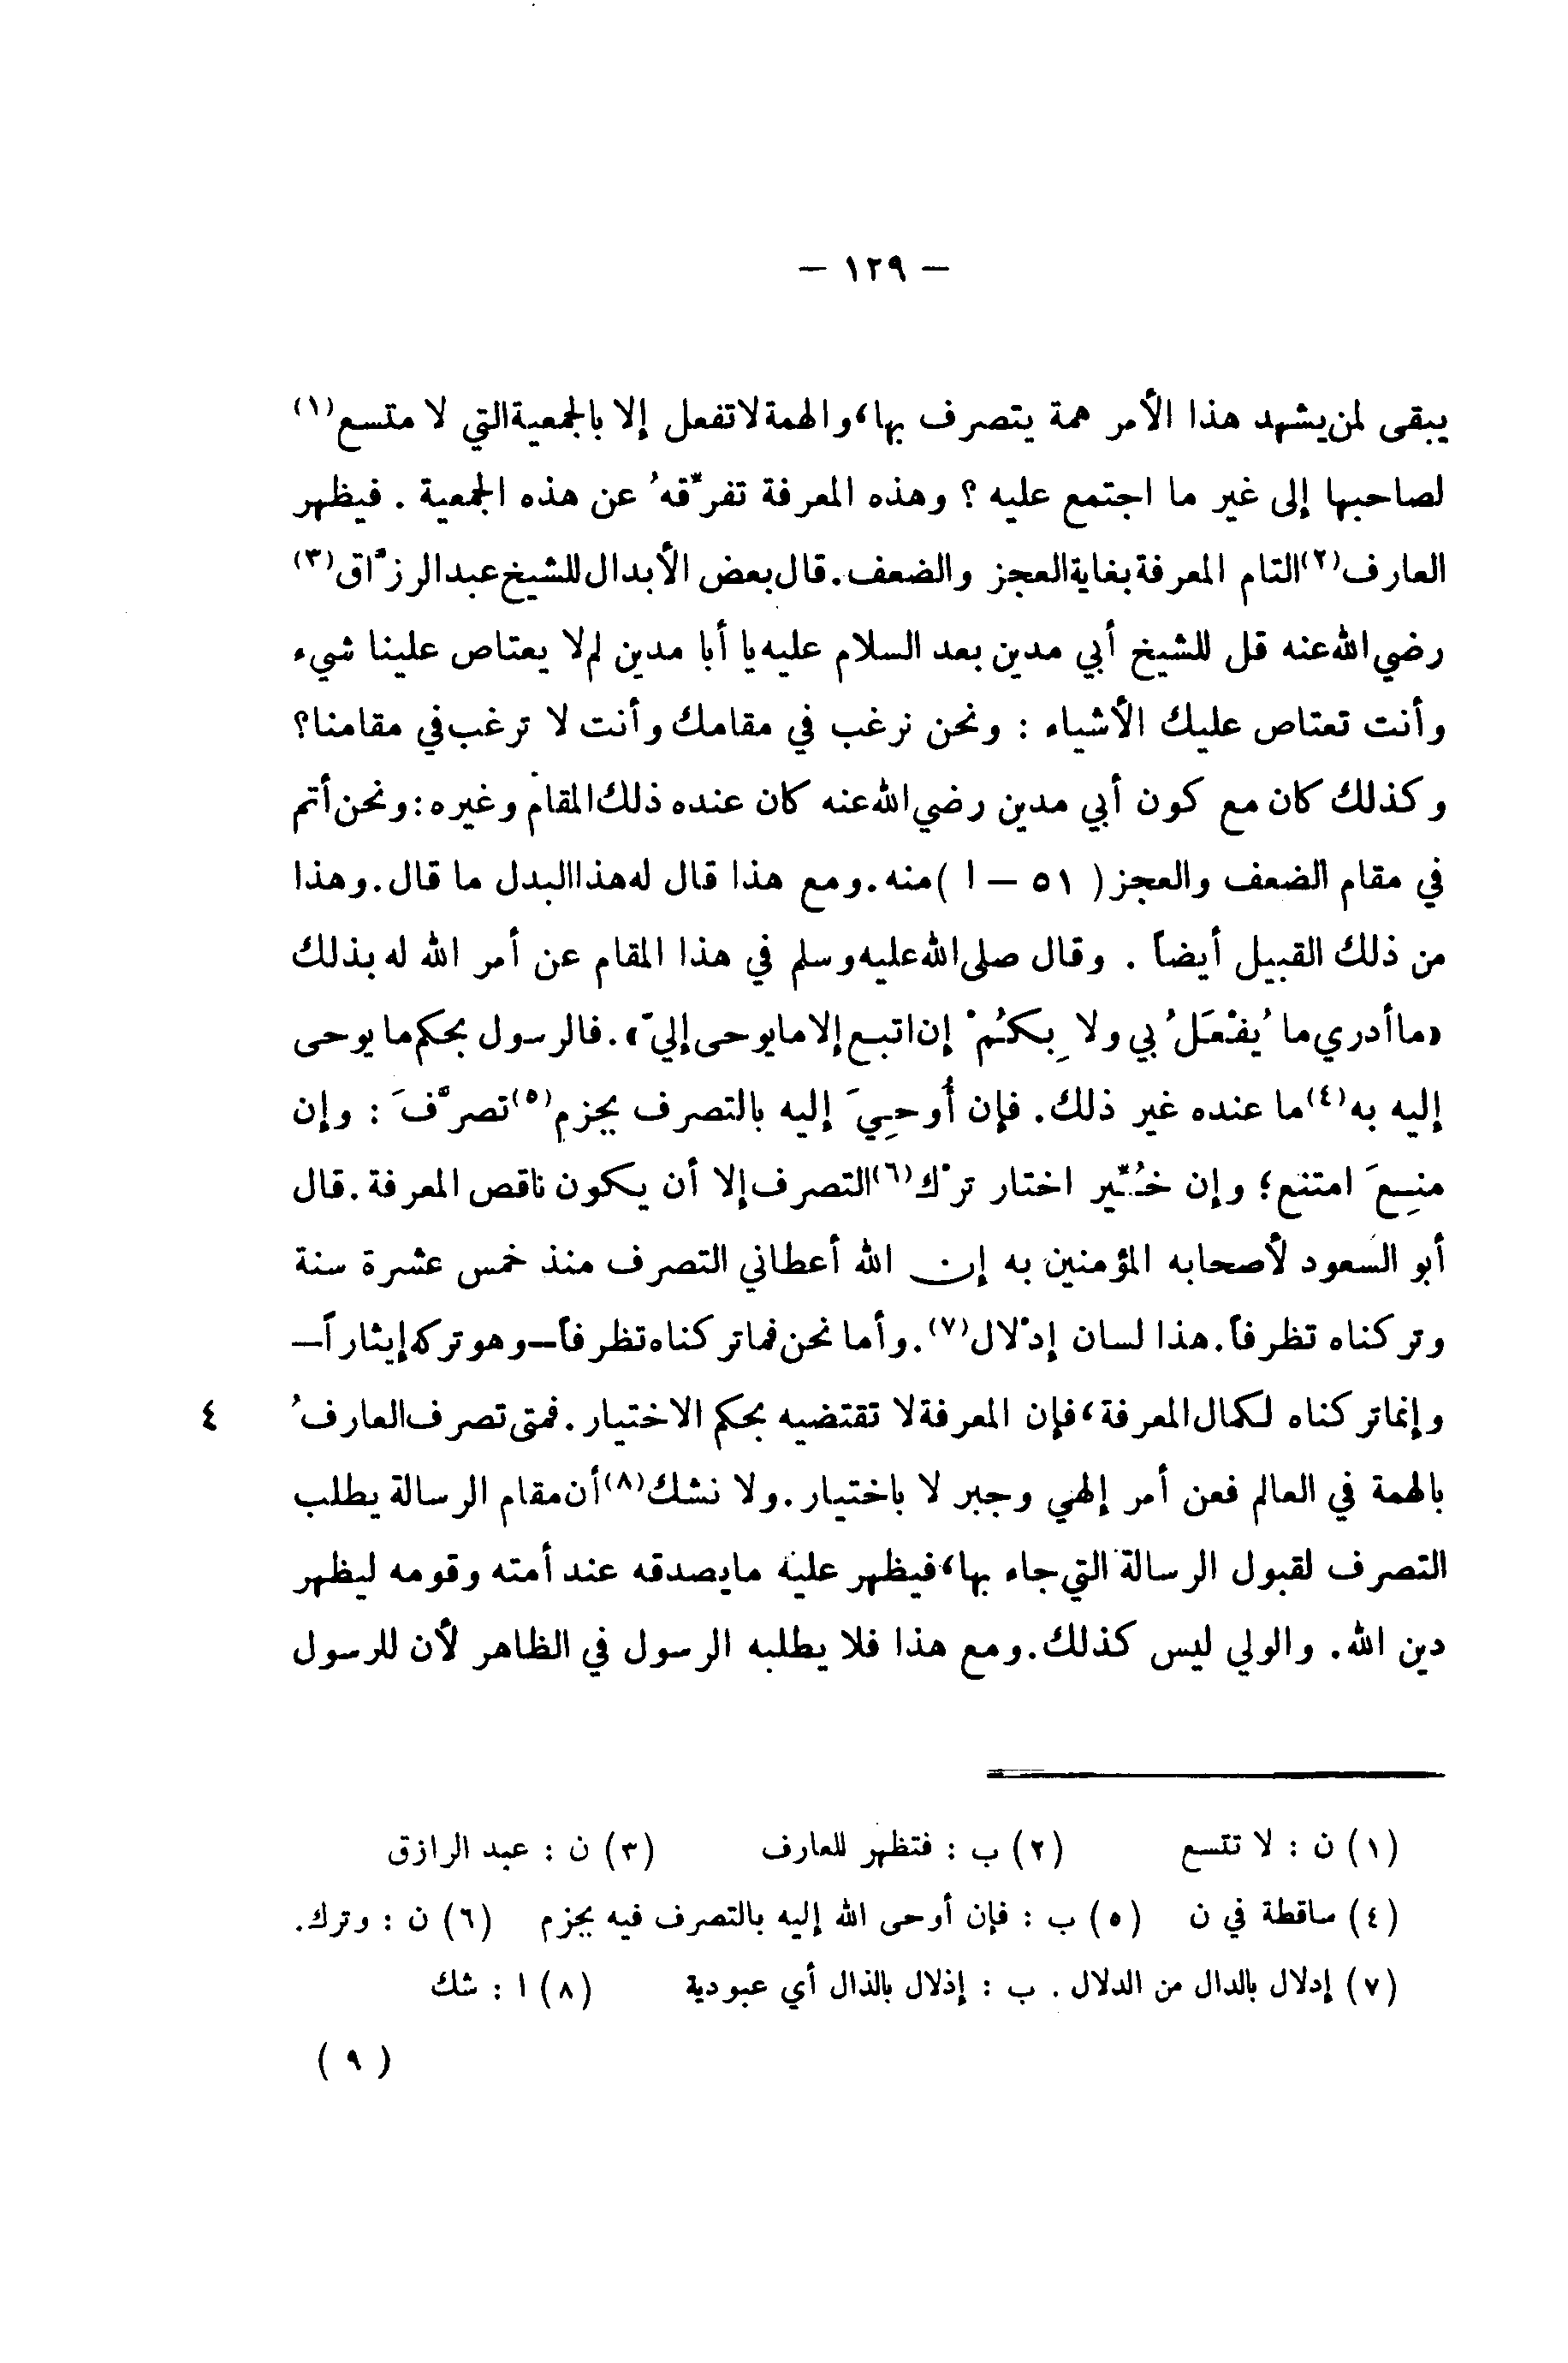 – ١٢٩ –
يبقى لمن يشهد هذا الأمر همة يتصرف بها، والهمة لا تفعل إلا بالجمعية التي لا متسع(١)
لصاحبها إلى غير ما اجتمع عليه ؟ وهذه المعرفة تفرِّقهُ عن هذه الجمعية . فيظهر
العارف(٢) التام المعرفة بغاية العجز والضعف. قال بعض الأبدال للشيخ عبد الرزَّاق(٣)
رضي الله عنه قل للشيخ أبي مدين بعد السلام عليه يا أبا مدين لم لا يعتاص علينا شيء
وأنت تعتاص عليك الأشياء : ونحن نرغب في مقامك وأنت لا ترغب في مقامنا؟
وكذلك كان مع كون أبي مدين رضي الله عنه كان عنده ذلك المقام وغيره: ونحن أتم
في مقام الضعف والعجز ( ٥١ – ا ) منه. ومع هذا قال له هذا البدل ما قال. وهذا
من ذلك القبيل أيضاً . وقال صلى الله عليه وسلم في هذا المقام عن أمر الله له بذلك
«ما أدري ما يُفْعَلُ بي ولا بِكُمْ إن اتبع إلا ما يوحى إليّ». فالرسول بحكم ما يوحى
إليه به(٤) ما عنده غير ذلك. فإن أُوحِيَ إليه بالتصرف بجزم(٥) تصرَّفَ : وإن
منِعَ امتنع؛ وإن خُيِّر اختار ترْك(٦) التصرف إلا أن يكون ناقص المعرفة. قال
أبو السعود لأصحابه المؤمنين به إن الله أعطاني التصرف منذ خمس عشرة سنة
وتركناه تظرفاً. هذا لسان إدْلال(٧). وأما نحن فما تركناه تظرفاً – وهو تركه إيثاراً –
وإنما تركناه لكمال المعرفة، فإن المعرفة لا تقتضيه بحكم الاختيار. فمتى تصرف العارفُ ٤
بالهمة في العالم فعن أمر إلهي وجبر لا باختيار. ولا نشك(٨) أن مقام الرسالة يطلب
التصرف لقبول الرسالة التي جاء بها، فيظهر عليه ما يصدقه عند أمته وقومه ليظهر
دين الله. والولي ليس كذلك. ومع هذا فلا يطلبه الرسول في الظاهر لأن للرسول
(١) ن : لا تتسع (٢) ب : فتظهر للعارف (٣) ن : عبد الرازق
(٤) ساقطة في ن (٥) ب : فإن أوحى الله إليه بالتصرف فيه بجزم (٦) ن : وترك.
(٧) إدلال بالدال من الدلال . ب : إذلال بالذال أي عبودية (٨) ا : شك
( ٩ )